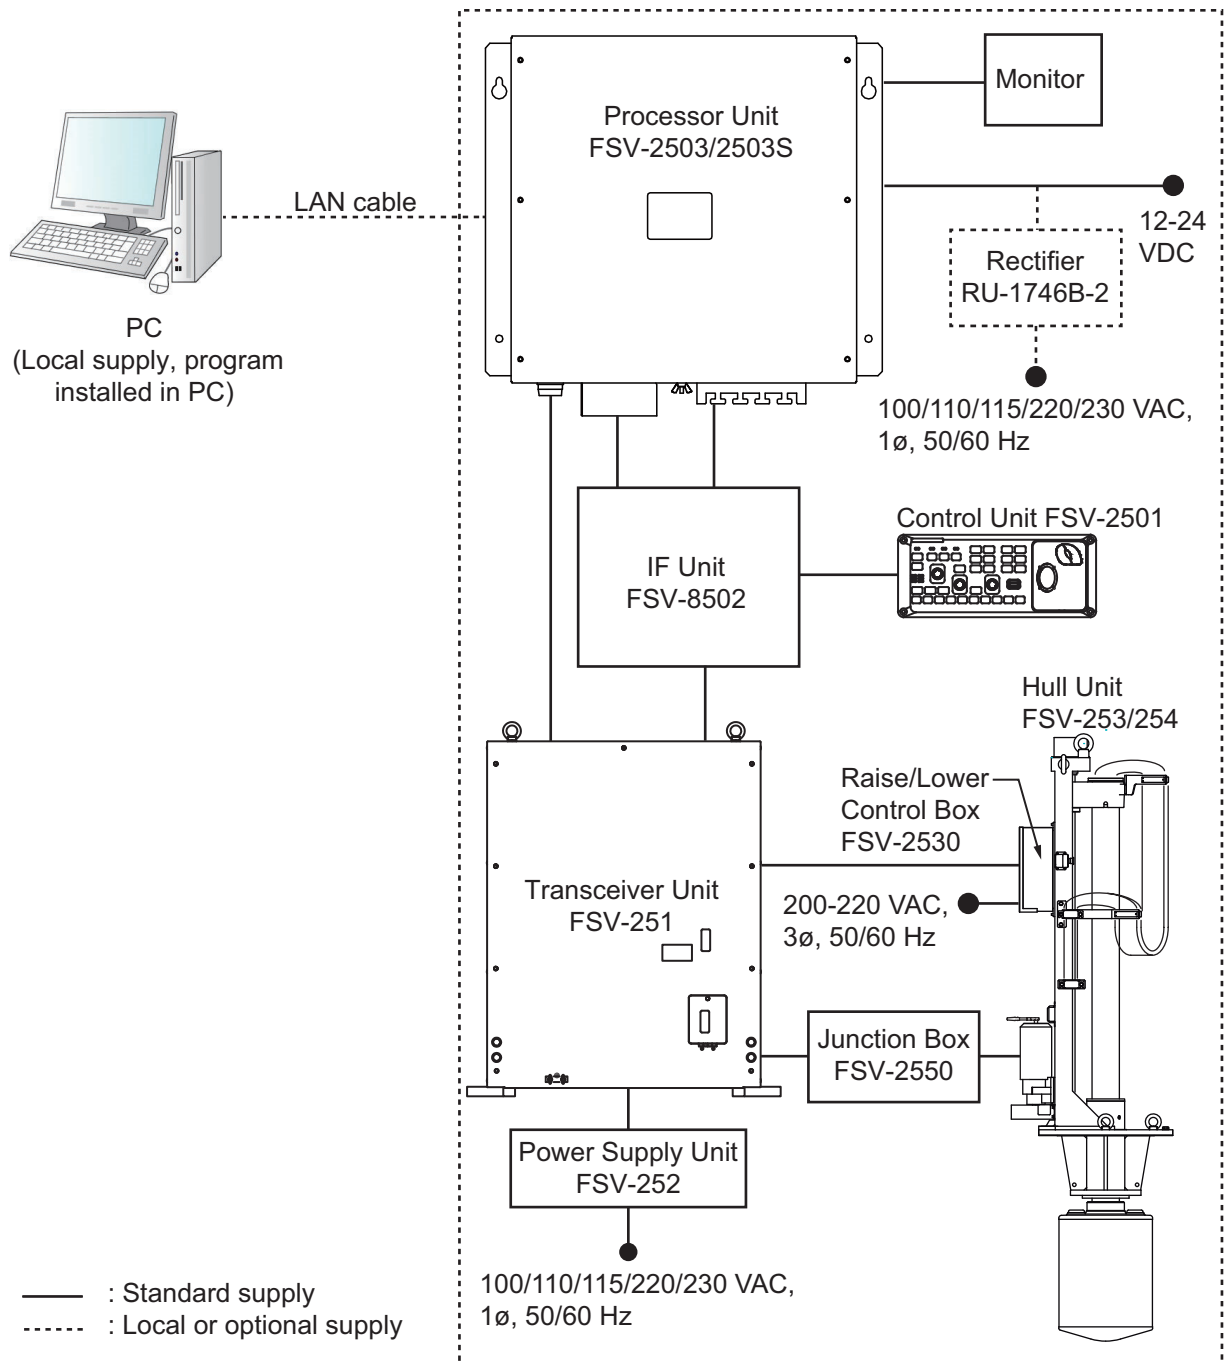 Processor Unit
FSV-2503/2503S
Monitor
LAN cable
12-24
VDC
Rectifier
RU-1746B-2
PC
(Local supply, program
installed in PC)
100/110/115/220/230 VAC,
1ø, 50/60 Hz
Control Unit FSV-2501
IF Unit
FSV-8502
Hull Unit
FSV-253/254
Raise/Lower
Control Box
FSV-2530
Transceiver Unit
FSV-251
200-220 VAC,
3ø, 50/60 Hz
Junction Box
FSV-2550
Power Supply Unit
FSV-252
100/110/115/220/230 VAC,
1ø, 50/60 Hz
: Standard supply
: Local or optional supply